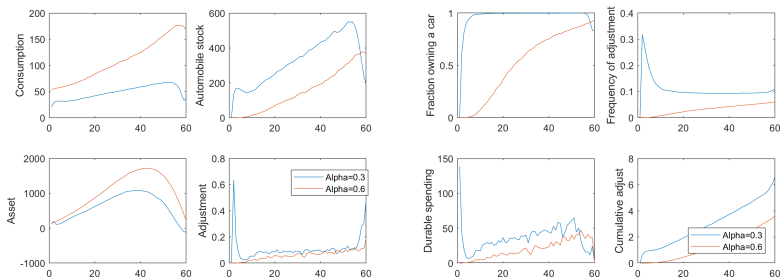 Consumption
200
150
100
50
0
0 20 40 60
Automobile stock
600
400
200
0
0 20 40 60
Fraction owning a car
1
0.5
0
0 20 40 60
Frequency of adjustment
0.4
0.3
0.2
0.1
0
0 20 40 60
Asset
2000
1000
0
-1000
0 20 40 60
Adjustment
0.8
0.6
0.4
0.2
0
0 20 40 60
Alpha=0.3
Alpha=0.6
Durable spending
150
100
50
0
0 20 40 60
Cumulative adjust
8
6
4
2
0
0 20 40 60
Alpha=0.3
Alpha=0.6